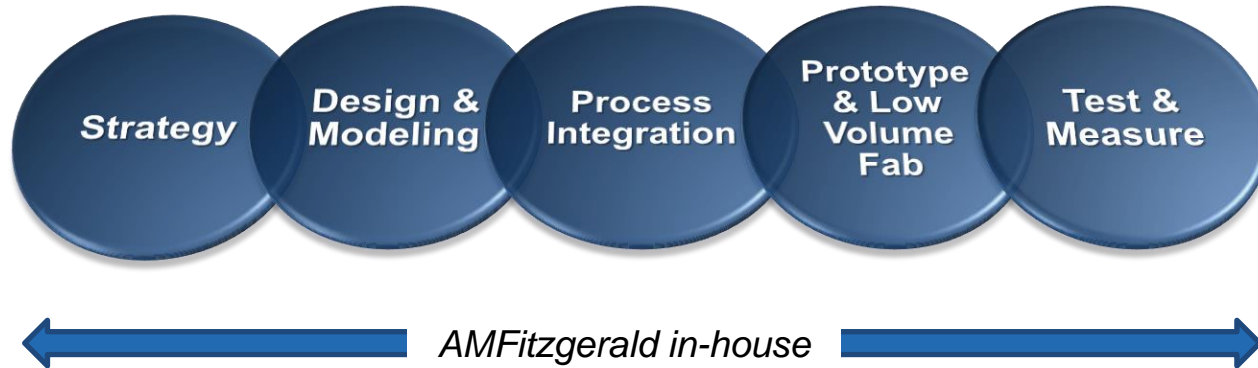 Strategy
Design &
Modeling
Process
Integration
Prototype
& Low
Volume
Fab
Test &
Measure
AMFitzgerald in-house